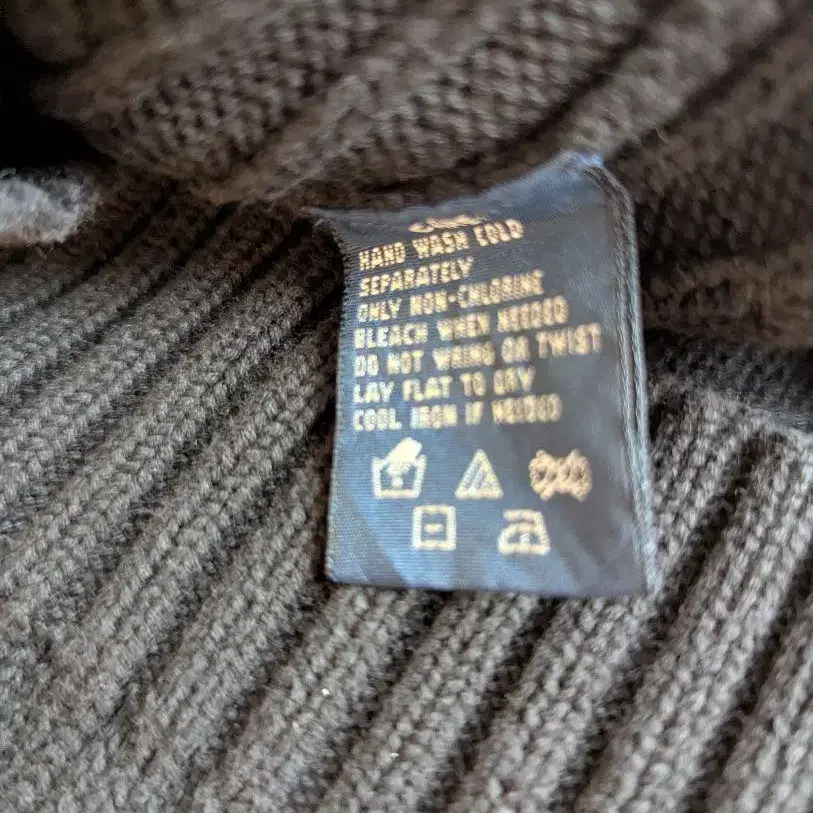 HAND WASH COLD
SEPARATELY
ONLY NON-CHLORINE
BLEACH WHEN NEEDED
DO NOT WRING OR TWIST
LAY FLAT TO DRY
COOL IRON IF NEEDED